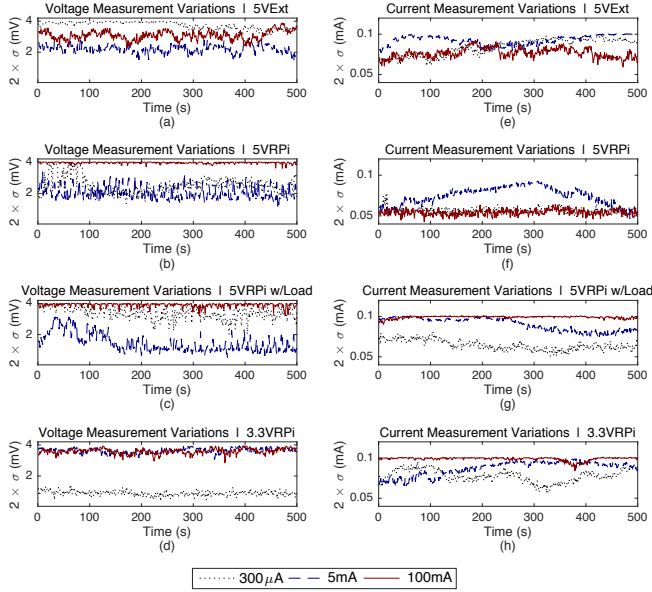 Voltage Measurement Variations | 5VExt
2 × σ (mV)
4
2
0 100 200 300 400 500
Time (s)
(a)
Current Measurement Variations | 5VExt
2 × σ (mA)
0.1
0.05
0 100 200 300 400 500
Time (s)
(e)
Voltage Measurement Variations | 5VRPi
2 × σ (mV)
4
2
0 100 200 300 400 500
Time (s)
(b)
Current Measurement Variations | 5VRPi
2 × σ (mA)
0.1
0.05
0 100 200 300 400 500
Time (s)
(f)
Voltage Measurement Variations | 5VRPi w/Load
2 × σ (mV)
4
2
0 100 200 300 400 500
Time (s)
(c)
Current Measurement Variations | 5VRPi w/Load
2 × σ (mA)
0.1
0.05
0 100 200 300 400 500
Time (s)
(g)
Voltage Measurement Variations | 3.3VRPi
2 × σ (mV)
4
2
0 100 200 300 400 500
Time (s)
(d)
Current Measurement Variations | 3.3VRPi
2 × σ (mA)
0.1
0.05
0 100 200 300 400 500
Time (s)
(h)
300μA 5mA 100mA